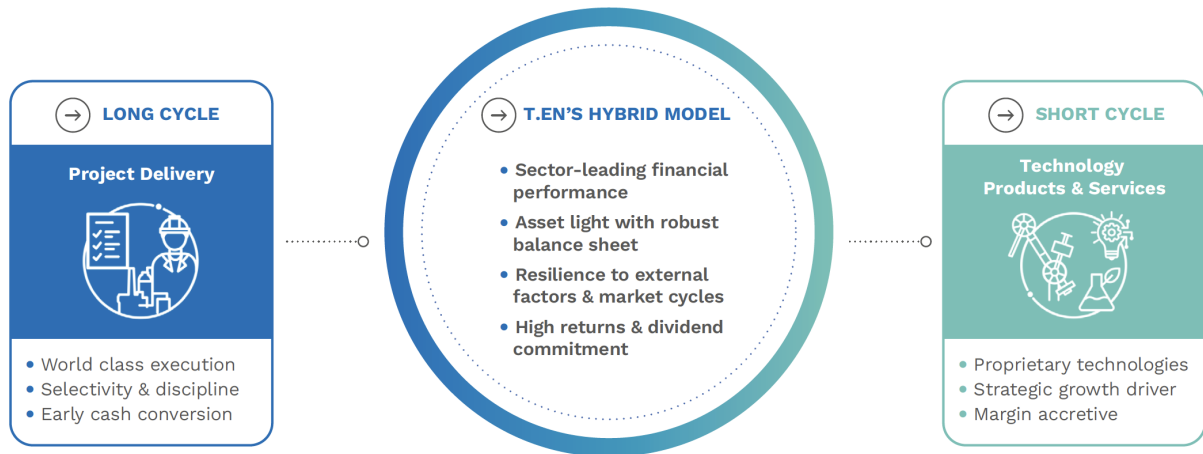 LONG CYCLE
Project Delivery
• World class execution
• Selectivity & discipline
• Early cash conversion
T.EN’S HYBRID MODEL
• Sector-leading financial
performance
• Asset light with robust
balance sheet
• Resilience to external
factors & market cycles
• High returns & dividend
commitment
SHORT CYCLE
Technology
Products & Services
• Proprietary technologies
• Strategic growth driver
• Margin accretive